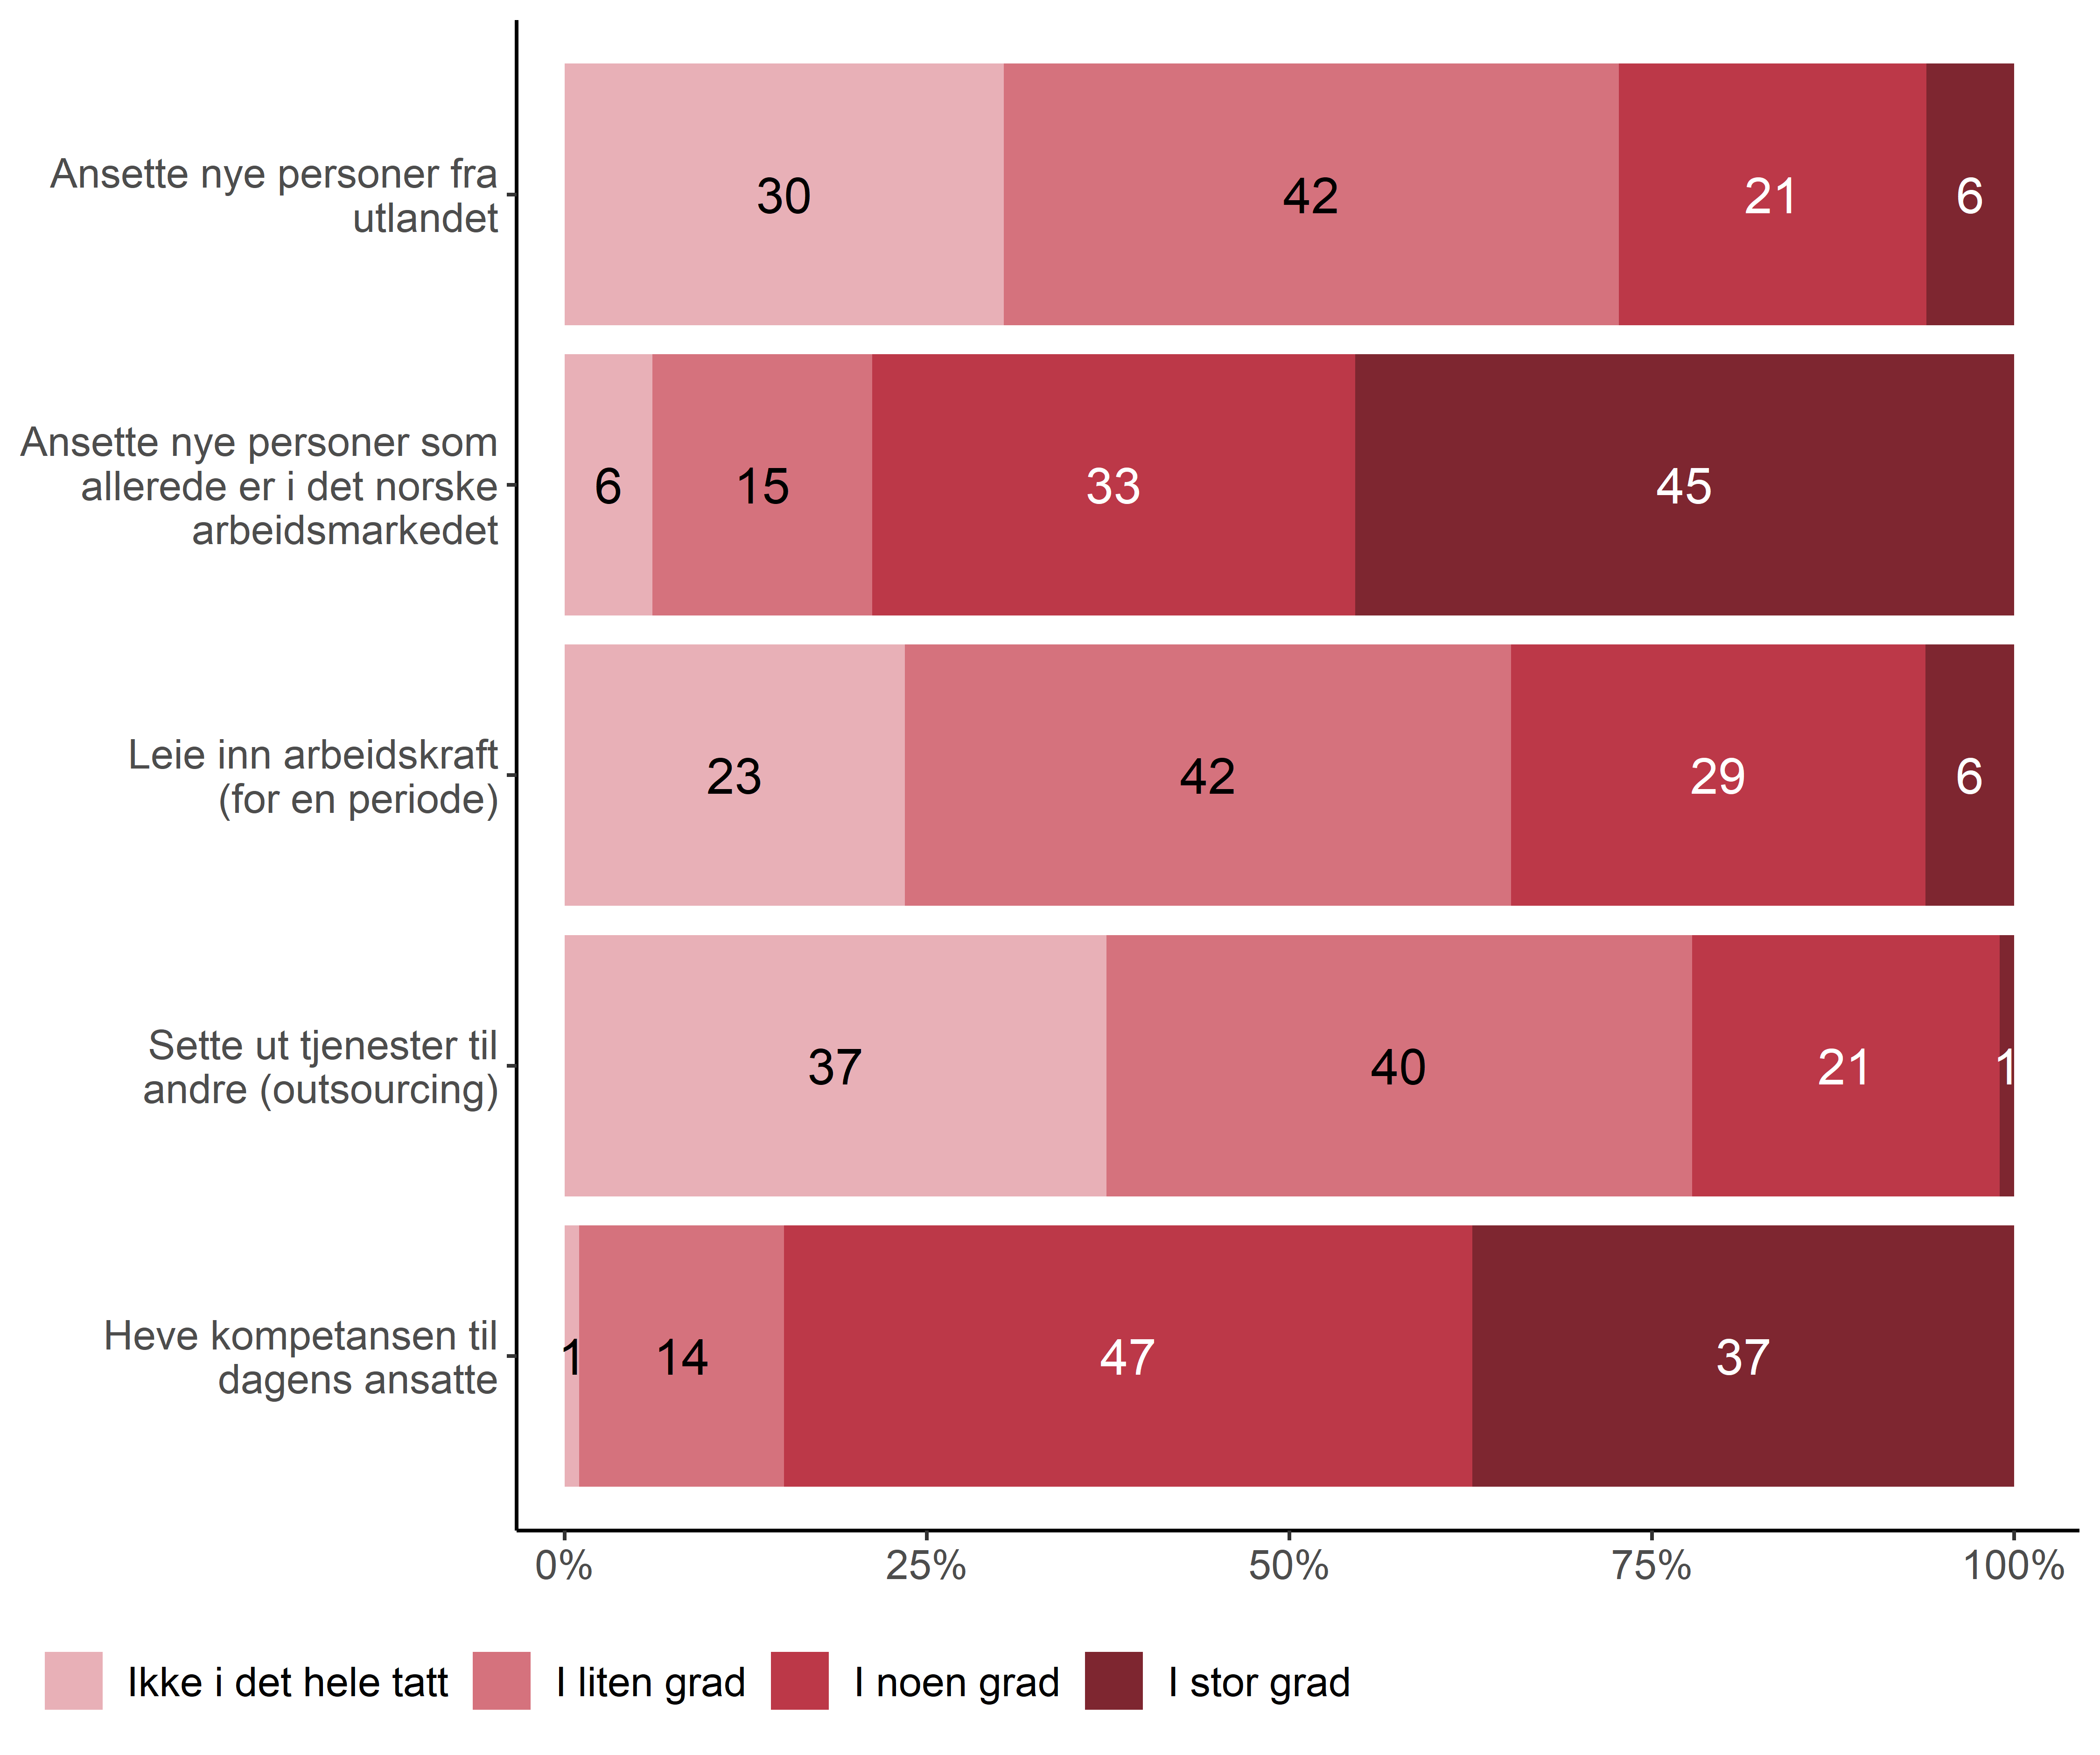 Ansette nye personer fra
utlandet
30 42 21 6
Ansette nye personer som
allerede er i det norske
arbeidsmarkedet
6 15 33 45
Leie inn arbeidskraft
(for en periode)
23 42 29 6
Sette ut tjenester til
andre (outsourcing)
37 40 21 1
Heve kompetansen til
dagens ansatte
1 14 47 37
0% 25% 50% 75% 100%
Ikke i det hele tatt I liten grad I noen grad I stor grad